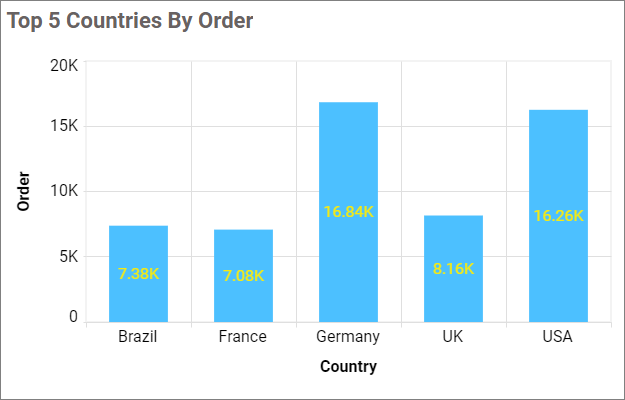 Top 5 Countries By Order
20K
15K
10K
5K
0
Order
7.38K
7.08K
16.84K
8.16K
16.26K
Brazil
France
Germany
UK
USA
Country